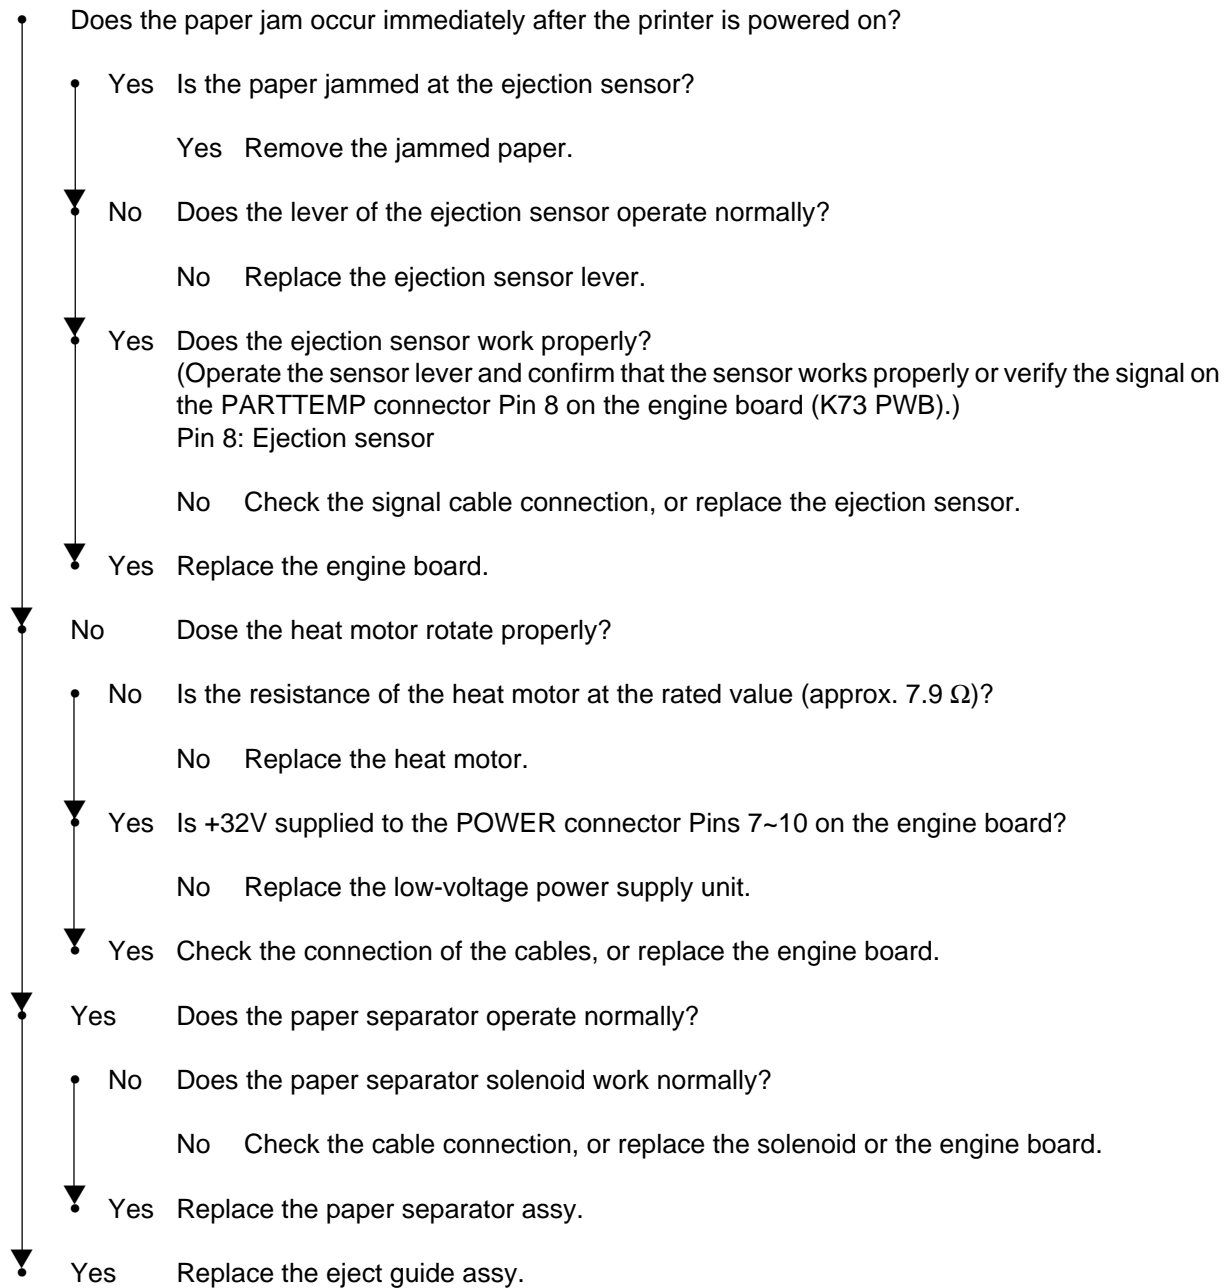 Does the paper jam occur immediately after the printer is powered on?
Yes Is the paper jammed at the ejection sensor?
Yes Remove the jammed paper.
No Does the lever of the ejection sensor operate normally?
No Replace the ejection sensor lever.
Yes Does the ejection sensor work properly?
(Operate the sensor lever and confirm that the sensor works properly or verify the signal on
the PARTTEMP connector Pin 8 on the engine board (K73 PWB).)
Pin 8: Ejection sensor
No Check the signal cable connection, or replace the ejection sensor.
Yes Replace the engine board.
No Dose the heat motor rotate properly?
No Is the resistance of the heat motor at the rated value (approx. 7.9 Ω)?
No Replace the heat motor.
Yes Is +32V supplied to the POWER connector Pins 7~10 on the engine board?
No Replace the low-voltage power supply unit.
Yes Check the connection of the cables, or replace the engine board.
Yes Does the paper separator operate normally?
No Does the paper separator solenoid work normally?
No Check the cable connection, or replace the solenoid or the engine board.
Yes Replace the paper separator assy.
Yes Replace the eject guide assy.